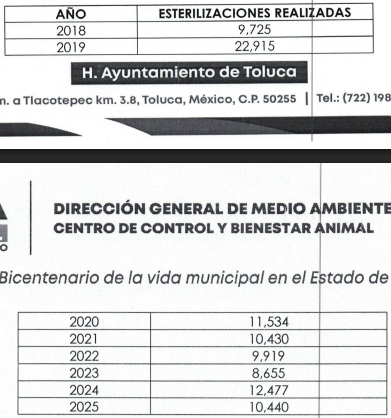 AÑO ESTERILIZACIONES REALIZADAS
2018 9,725
2019 22,915
H. Ayuntamiento de Toluca
a Tlacotepec km. 3.8, Toluca, México, C.P. 50255 | Tel.: (722) 198
DIRECCIÓN GENERAL DE MEDIO AMBIENTE
CENTRO DE CONTROL Y BIENESTAR ANIMAL
Bicentenario de la vida municipal en el Estado de
2020 11,534
2021 10,430
2022 9,919
2023 8,655
2024 12,477
2025 10,440